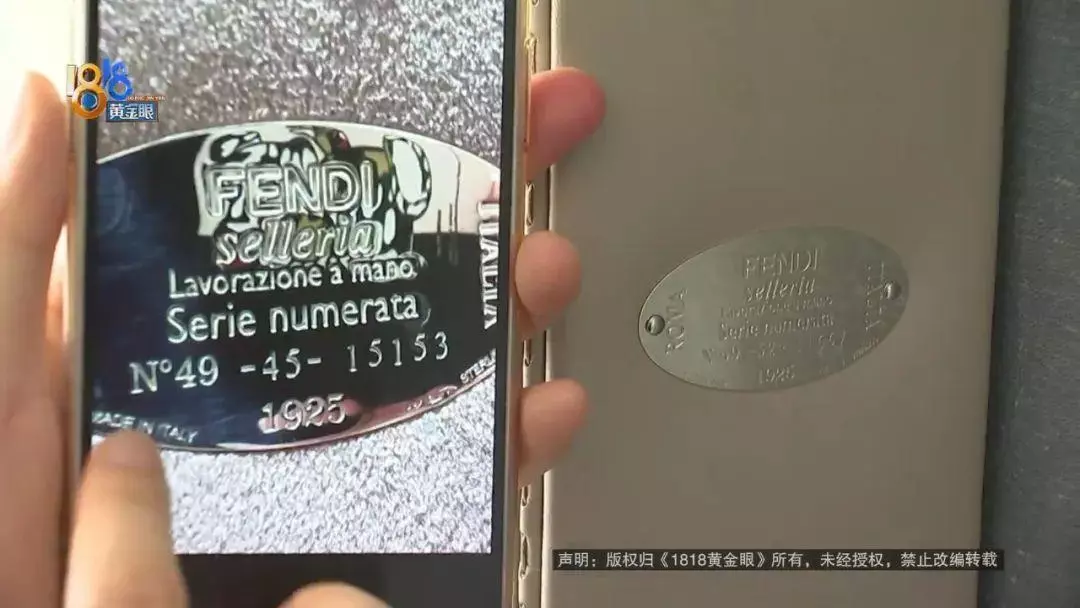 1818
黄金眼
FENDI
selleria
Lavorazione a mano
Serie numerata
N°49 -45- 15153
1925
MADE IN ITALY
ITALIA
FENDI
selleria
Serie numerata
1925
ROMA
ITALIA
声明：版权归《1818黄金眼》所有，未经授权，禁止改编转载